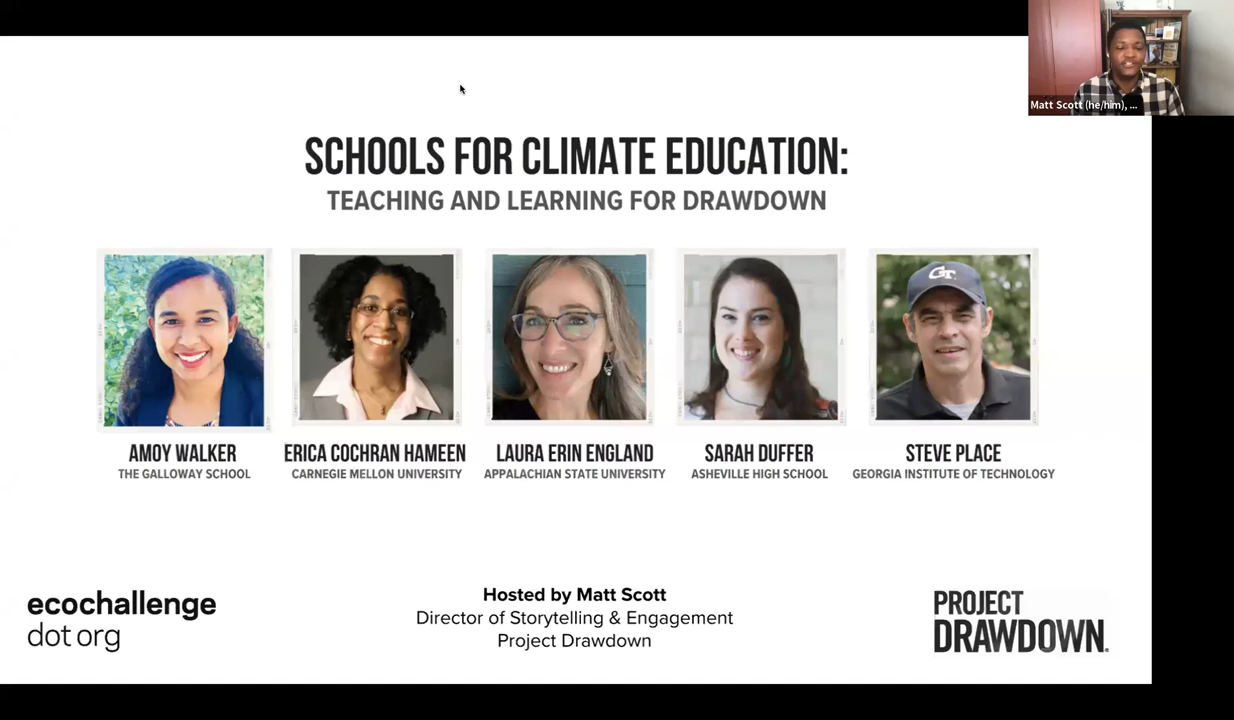 Matt Scott (he/him), ...
SCHOOLS FOR CLIMATE EDUCATION:
TEACHING AND LEARNING FOR DRAWDOWN
GT
AMOY WALKER
THE GALLOWAY SCHOOL
ERICA COCHRAN HAMEEN
CARNEGIE MELLON UNIVERSITY
LAURA ERIN ENGLAND
APPALACHIAN STATE UNIVERSITY
SARAH DUFFER
ASHEVILLE HIGH SCHOOL
STEVE PLACE
GEORGIA INSTITUTE OF TECHNOLOGY
ecochallenge
dot org
Hosted by Matt Scott
Director of Storytelling & Engagement
Project Drawdown
PROJECT
DRAWDOWN®